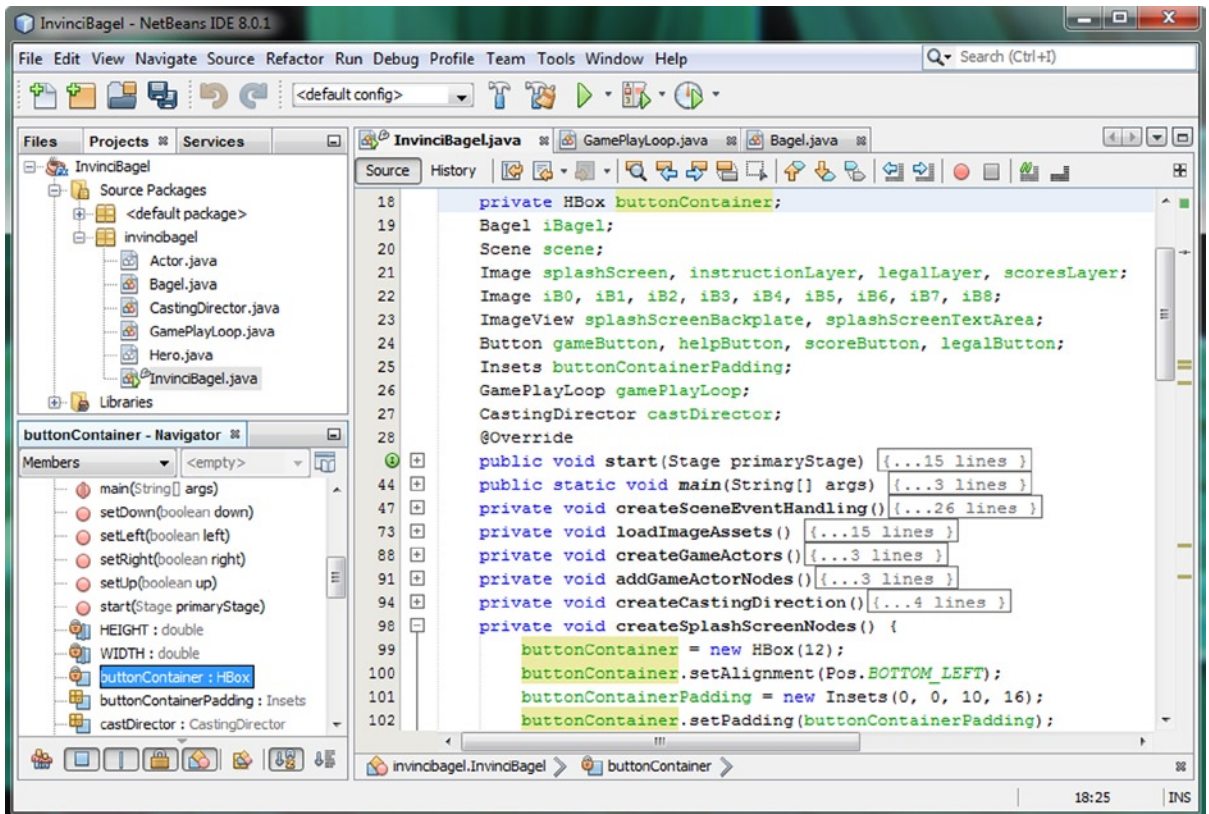 InvinciBagel - NetBeans IDE 8.0.1
File Edit View Navigate Source Refactor Run Debug Profile Team Tools Window Help
Search (Ctrl+I)
<default config>
Files Projects Services
InvinciBagel
Source Packages
<default package>
invincibagel
Actor.java
Bagel.java
CastingDirector.java
GamePlayLoop.java
Hero.java
InvinciBagel.java
Libraries
buttonContainer - Navigator
Members <empty>
main(String[] args)
setDown(boolean down)
setLeft(boolean left)
setRight(boolean right)
setUp(boolean up)
start(Stage primaryStage)
HEIGHT : double
WIDTH : double
buttonContainer : HBox
buttonContainerPadding : Insets
castDirector : CastingDirector
InvinciBagel.java GamePlayLoop.java Bagel.java
Source History
18 private HBox buttonContainer;
19 Bagel iBagel;
20 Scene scene;
21 Image splashScreen, instructionLayer, legalLayer, scoresLayer;
22 Image iB0, iB1, iB2, iB3, iB4, iB5, iB6, iB7, iB8;
23 ImageView splashScreenBackplate, splashScreenTextArea;
24 Button gameButton, helpButton, scoreButton, legalButton;
25 Insets buttonContainerPadding;
26 GamePlayLoop gamePlayLoop;
27 CastingDirector castDirector;
28 @Override
public void start(Stage primaryStage) {...15 lines }
44 public static void main(String[] args) {...3 lines }
47 private void createSceneEventHandling() {...26 lines }
73 private void loadImageAssets() {...15 lines }
88 private void createGameActors() {...3 lines }
91 private void addGameActorNodes() {...3 lines }
94 private void createCastingDirection() {...4 lines }
98 private void createSplashScreenNodes() {
99 buttonContainer = new HBox(12);
100 buttonContainer.setAlignment(Pos.BOTTOM_LEFT);
101 buttonContainerPadding = new Insets(0, 0, 10, 16);
102 buttonContainer.setPadding(buttonContainerPadding);
invincibagel.InvinciBagel buttonContainer
18:25 INS